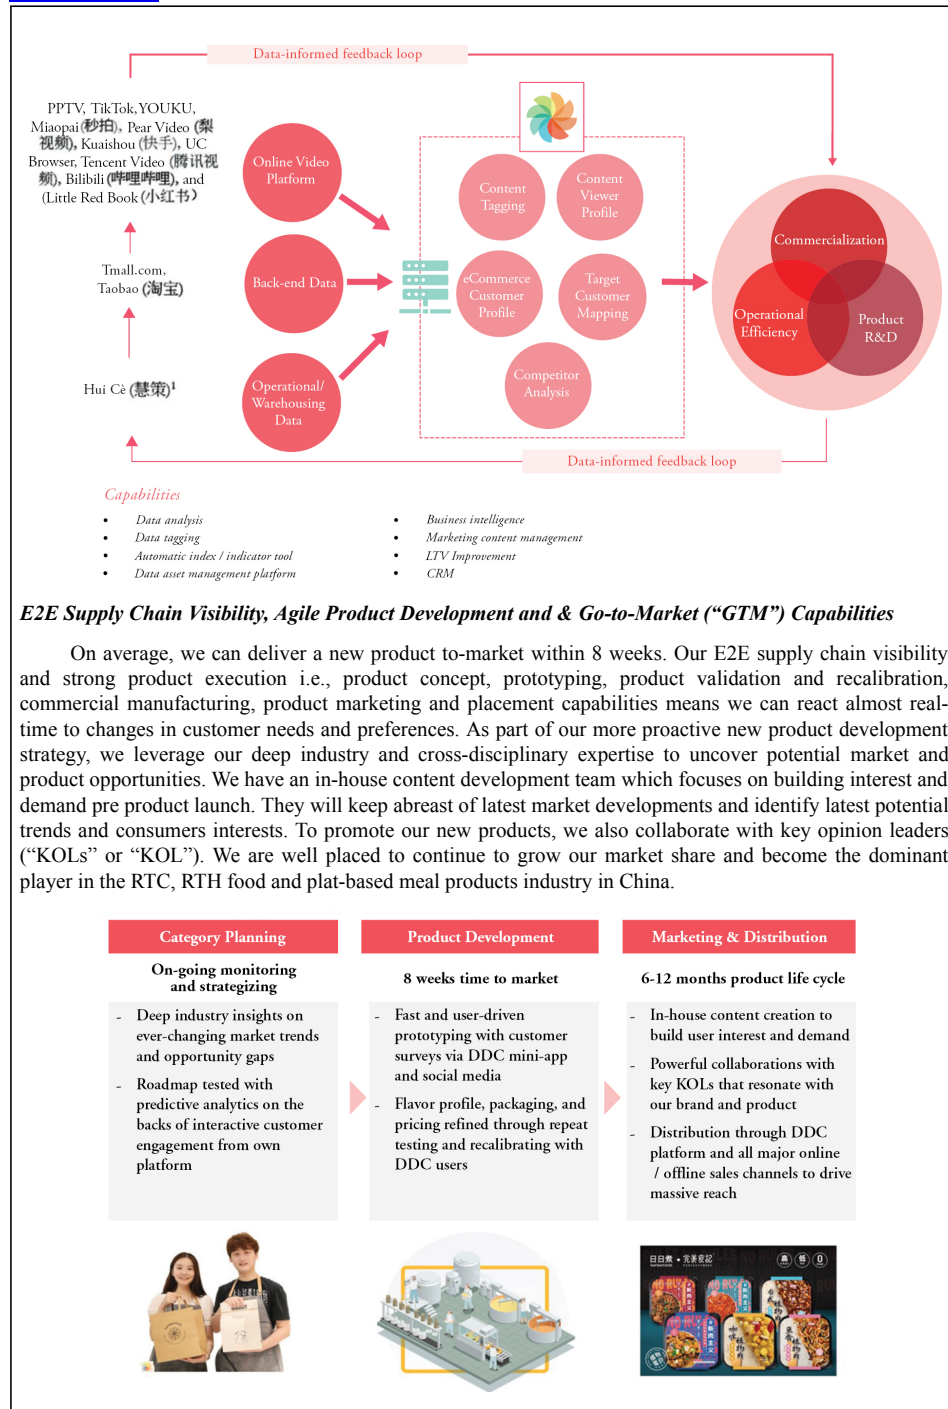 Data-informed feedback loop
PPTV, TikTok, YOUKU,
Miaopai (秒拍), Pear Video (梨
视频), Kuaishou (快手), UC
Browser, Tencent Video (腾讯视
频), Bilibili (哔哩哔哩), and
(Little Red Book (小红书)
Tmall.com,
Taobao (淘宝)
Hui Cè (慧策)¹
Online Video
Platform
Back-end Data
Operational/
Warehousing
Data
Content
Tagging
Content
Viewer
Profile
eCommerce
Customer
Profile
Target
Customer
Mapping
Competitor
Analysis
Commercialization
Operational
Efficiency
Product
R&D
Data-informed feedback loop
Capabilities
• Data analysis
• Data tagging
• Automatic index / indicator tool
• Data asset management platform
• Business intelligence
• Marketing content management
• LTV Improvement
• CRM
E2E Supply Chain Visibility, Agile Product Development and & Go-to-Market (“GTM”) Capabilities
On average, we can deliver a new product to-market within 8 weeks. Our E2E supply chain visibility
and strong product execution i.e., product concept, prototyping, product validation and recalibration,
commercial manufacturing, product marketing and placement capabilities means we can react almost real-
time to changes in customer needs and preferences. As part of our more proactive new product development
strategy, we leverage our deep industry and cross-disciplinary expertise to uncover potential market and
product opportunities. We have an in-house content development team which focuses on building interest and
demand pre product launch. They will keep abreast of latest market developments and identify latest potential
trends and consumers interests. To promote our new products, we also collaborate with key opinion leaders
(“KOLs” or “KOL”). We are well placed to continue to grow our market share and become the dominant
player in the RTC, RTH food and plat-based meal products industry in China.
Category Planning
On-going monitoring
and strategizing
- Deep industry insights on
ever-changing market trends
and opportunity gaps
- Roadmap tested with
predictive analytics on the
backs of interactive customer
engagement from own
platform
Product Development
8 weeks time to market
- Fast and user-driven
prototyping with customer
surveys via DDC mini-app
and social media
- Flavor profile, packaging, and
pricing refined through repeat
testing and recalibrating with
DDC users
Marketing & Distribution
6-12 months product life cycle
- In-house content creation to
build user interest and demand
- Powerful collaborations with
key KOLs that resonate with
our brand and product
- Distribution through DDC
platform and all major online
/ offline sales channels to drive
massive reach
日日煮
高 低 0
NO RULES NO RU